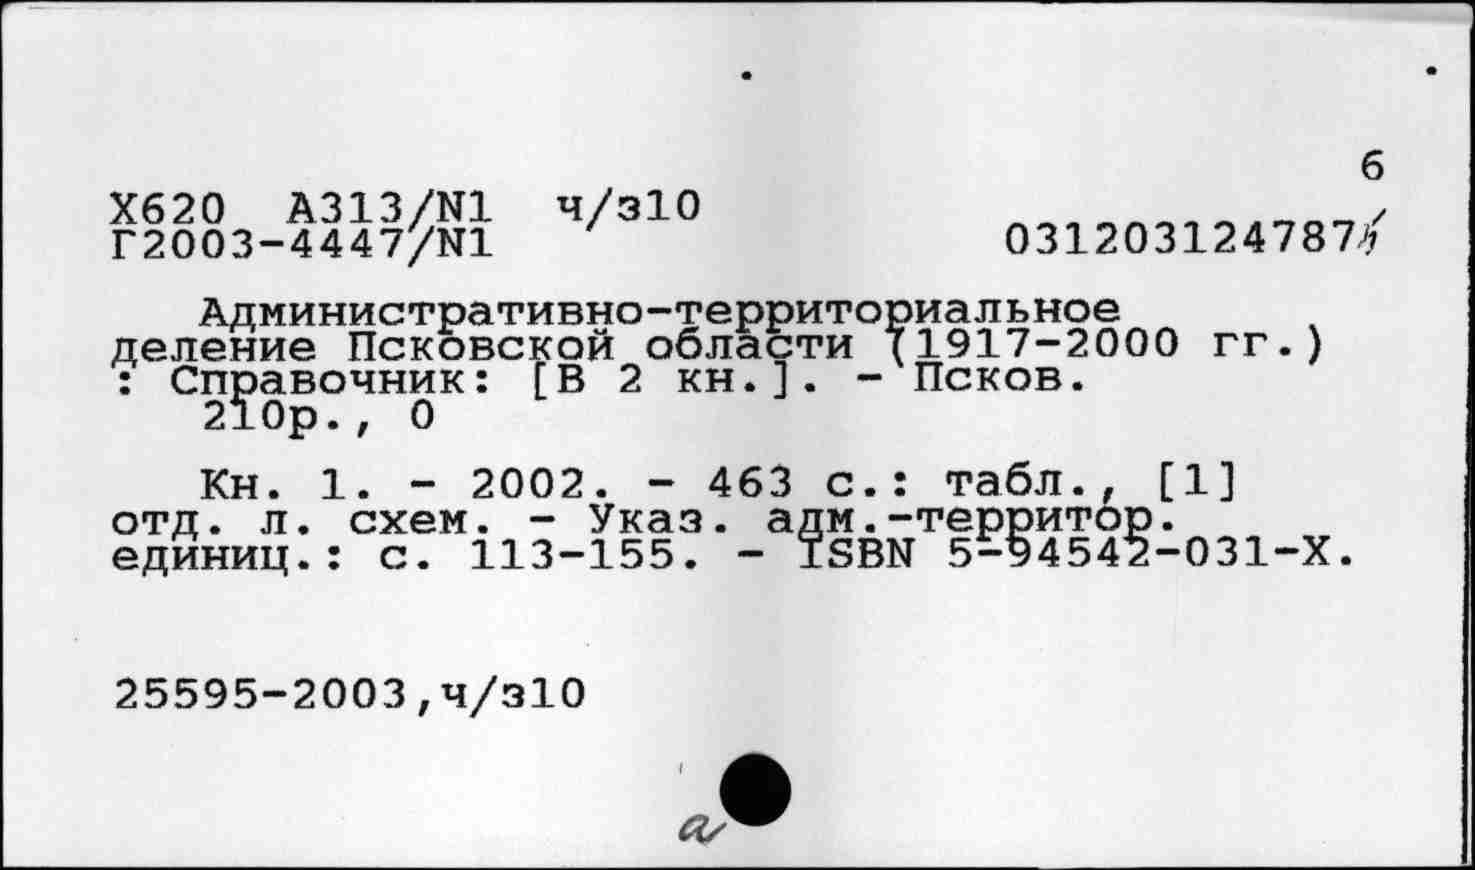 б
Х620 А313/N1 ч/з10
Г2003-4447/N1 031203124787
Административно-территориальное
деление Псковской области (1917-2000 гг.)
: Справочник: [В 2 кн.]. - Псков.
210р., 0
Кн. 1. - 2002. - 463 с.: табл., [1]
отд. л. схем. - Указ. адм.-территор.
единиц.: с. 113-155. - ISBN 5-94542-031-X.
25595-2003,ч/з10
а